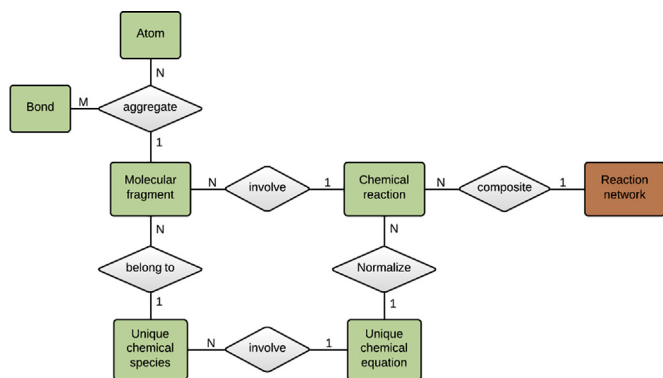 Atom
N
Bond
M
aggregate
1
Molecular
fragment
N
involve
1
Chemical
reaction
N
composite
1
Reaction
network
N
N
belong to
Normalize
1
1
Unique
chemical
species
N
involve
1
Unique
chemical
equation